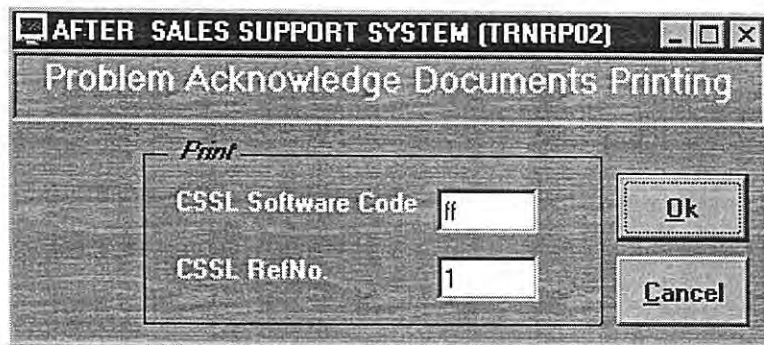 AFTER SALES SUPPORT SYSTEM (TRNRP02)
Problem Acknowledge Documents Printing
Print
CSSL Software Code ff
Ok
CSSL RefNo. 1
Cancel